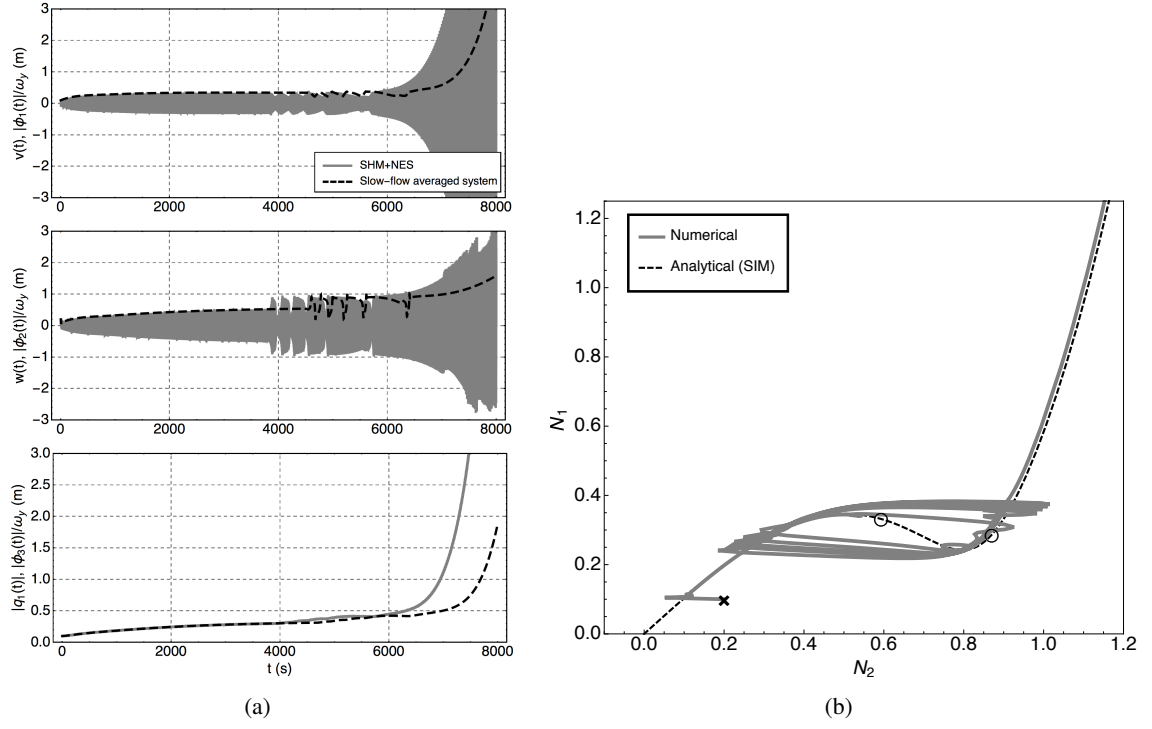 3
2
1
0
−1
−2
−3
v(t), |ϕ1(t)|/ωy (m)
SHM+NES
Slow−flow averaged system
0 2000 4000 6000 8000
3
2
1
0
−1
−2
−3
w(t), |ϕ2(t)|/ωy (m)
0 2000 4000 6000 8000
3.0
2.5
2.0
1.5
1.0
0.5
0.0
|q1(t)|, |ϕ3(t)|/ωy (m)
0 2000 4000 6000 8000
t (s)
(a)
1.2
1.0
0.8
0.6
0.4
0.2
0.0
N1
Numerical
Analytical (SIM)
0.0 0.2 0.4 0.6 0.8 1.0 1.2
N2
(b)